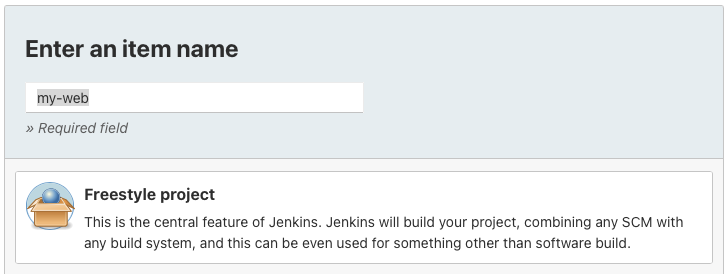 Enter an item name
my-web
» Required field
Freestyle project
This is the central feature of Jenkins. Jenkins will build your project, combining any SCM with
any build system, and this can be even used for something other than software build.